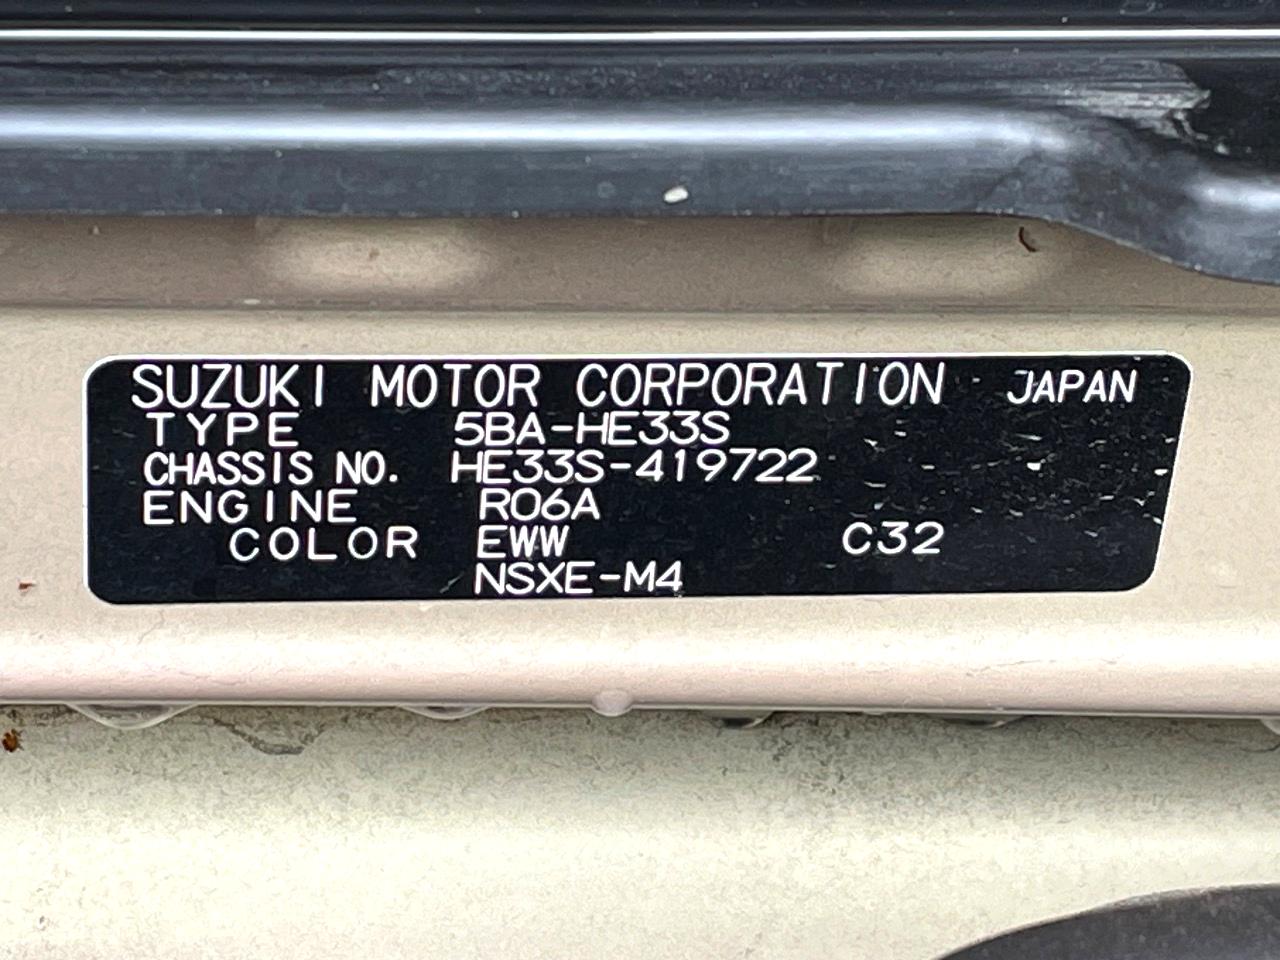 SUZUKI MOTOR CORPORATION JAPAN
TYPE 5BA-HE33S
CHASSIS NO. HE33S-419722
ENGINE R06A
COLOR EWW C32
NSXE-M4